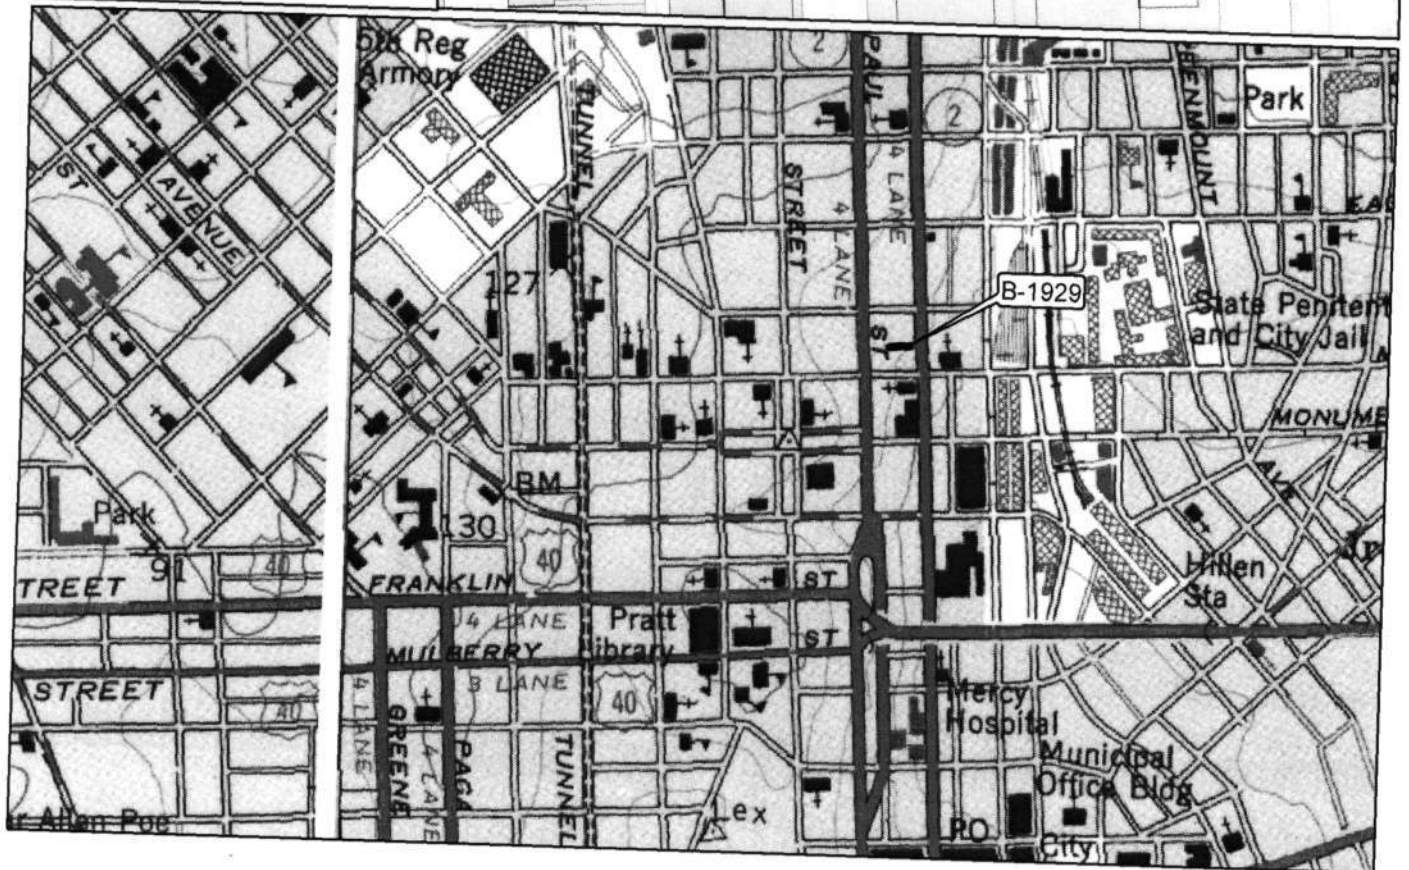 5th Reg
Armory
TUNNEL
2
PAUL
4 LANE
2
Park
ST
AVENUE
STREET
4 LANE
127
B-1929
ST
State Penitent
and City Jail
MONUME
AVE
BM
130
Park
91
40
40
Hillen
Sta
TREET
FRANKLIN
ST
4 LANE
Pratt
Library
MULBERRY
ST
STREET
3 LANE
40
40
4 LANE
GREENE
4 LANE
PACA
TUNNEL
Mercy
Hospital
Municipal
Office Bldg
r Allen Poe
Lex
PO
City